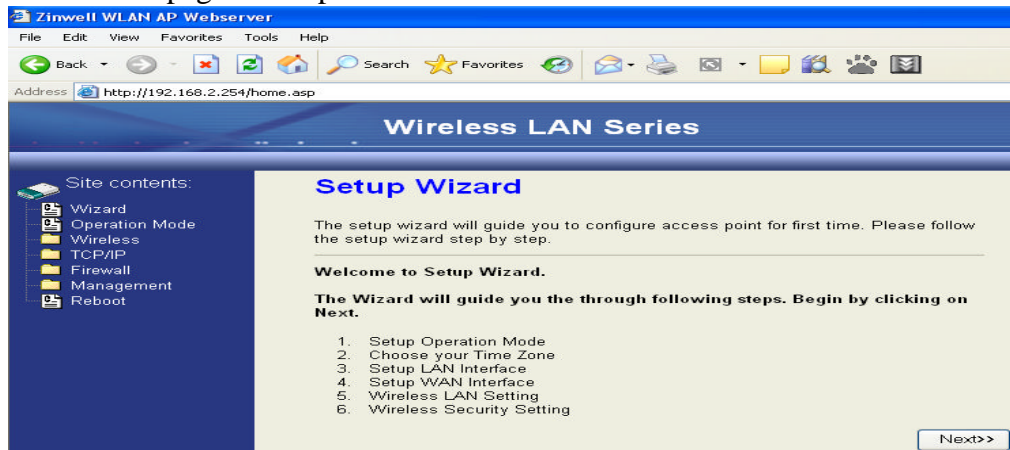 Zinwell WLAN AP Webserver
File Edit View Favorites Tools Help
Back Search Favorites
Address http://192.168.2.254/home.asp
Wireless LAN Series
Site contents:
Wizard
Operation Mode
Wireless
TCP/IP
Firewall
Management
Reboot
Setup Wizard
The setup wizard will guide you to configure access point for first time. Please follow
the setup wizard step by step.
Welcome to Setup Wizard.
The Wizard will guide you the through following steps. Begin by clicking on
Next.
1. Setup Operation Mode
2. Choose your Time Zone
3. Setup LAN Interface
4. Setup WAN Interface
5. Wireless LAN Setting
6. Wireless Security Setting
Next>>